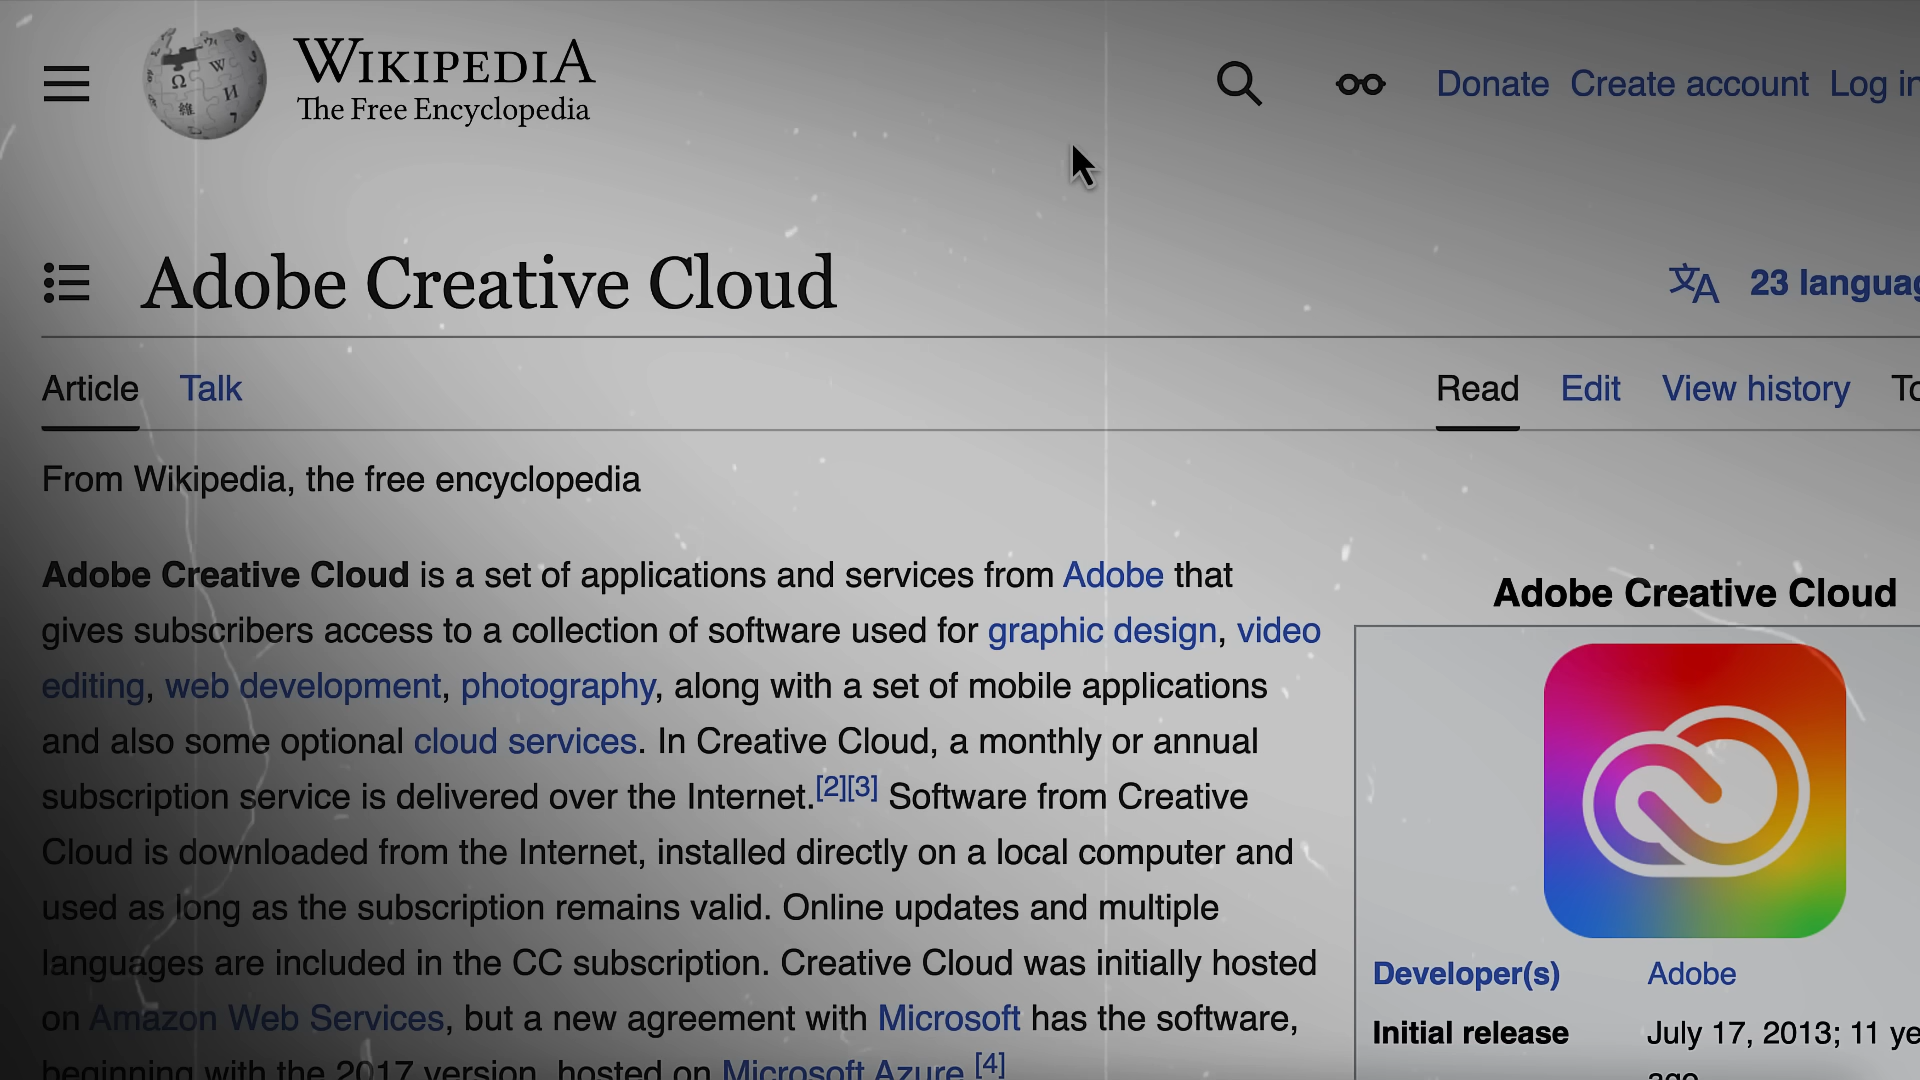 WIKIPEDIA
The Free Encyclopedia
Donate Create account Log in
Adobe Creative Cloud
23
Article Talk
Read Edit View history
From Wikipedia, the free encyclopedia
Adobe Creative Cloud is a set of applications and services from Adobe that
gives subscribers access to a collection of software used for graphic design, video
editing, web development, photography, along with a set of mobile applications
and also some optional cloud services. In Creative Cloud, a monthly or annual
subscription service is delivered over the Internet.[2][3] Software from Creative
Cloud is downloaded from the Internet, installed directly on a local computer and
used as long as the subscription remains valid. Online updates and multiple
languages are included in the CC subscription. Creative Cloud was initially hosted
on Amazon Web Services, but a new agreement with Microsoft has the software,
beginning with the 2017 version, hosted on Microsoft Azure.[4]
Adobe Creative Cloud
Developer(s) Adobe
Initial release July 17, 2013; 11